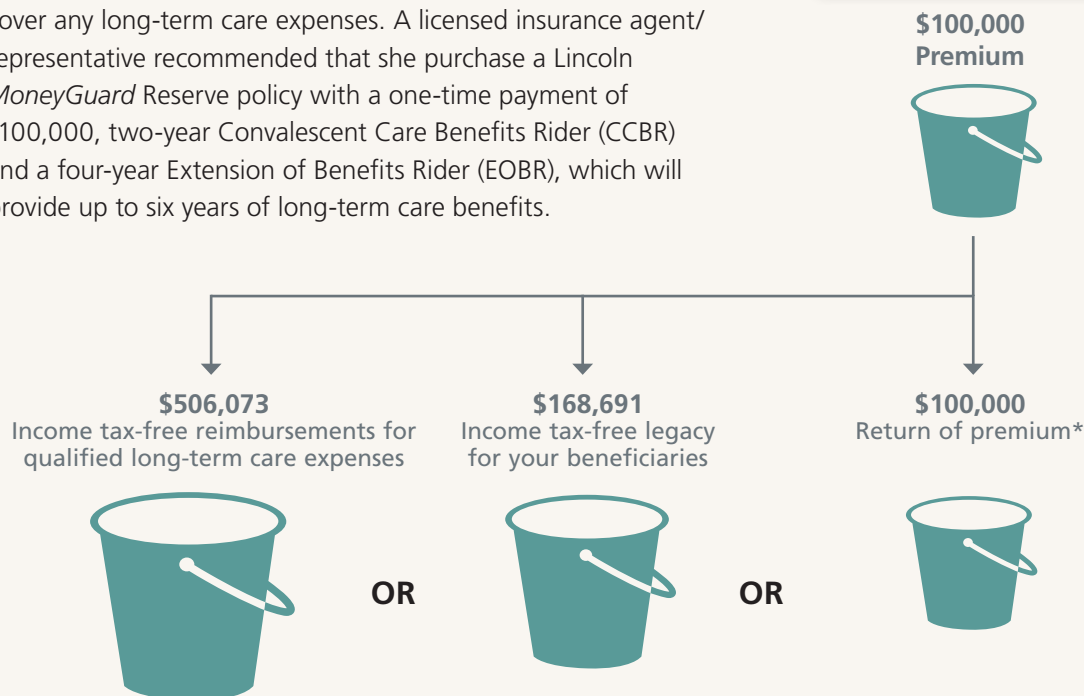 over any long-term care expenses. A licensed insurance agent/
epresentative recommended that she purchase a Lincoln
MoneyGuard Reserve policy with a one-time payment of
100,000, two-year Convalescent Care Benefits Rider (CCBR)
nd a four-year Extension of Benefits Rider (EOBR), which will
rovide up to six years of long-term care benefits.
$100,000
Premium
$506,073
Income tax-free reimbursements for
qualified long-term care expenses
$168,691
Income tax-free legacy
for your beneficiaries
$100,000
Return of premium*
OR
OR